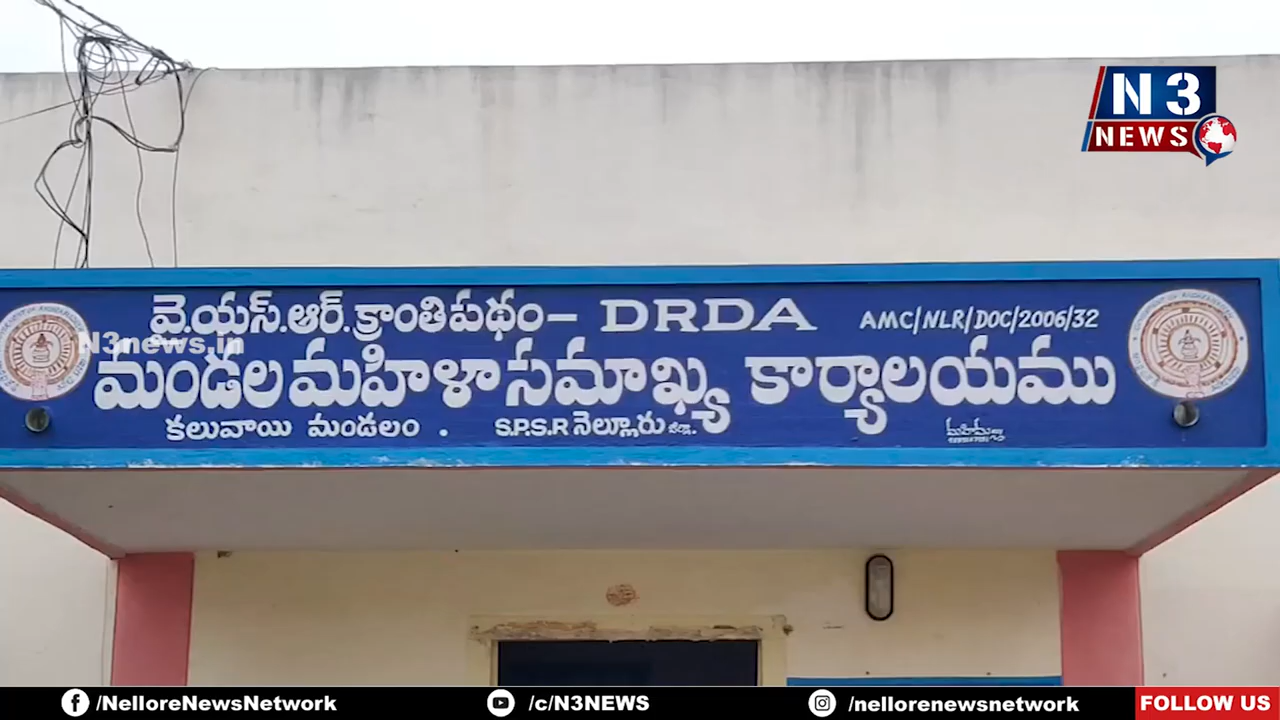 N3
NEWS
వై.యస్.ఆర్.క్రాంతిపథం- DRDA AMC/NLR/DOC/2006/32
N3news.in
మండల మహిళా సమాఖ్య కార్యాలయము
కలువాయి మండలం . S.P.S.R నెల్లూరు జిల్లా.
/NelloreNewsNetwork /c/N3NEWS /nellorenewsnetwork FOLLOW US